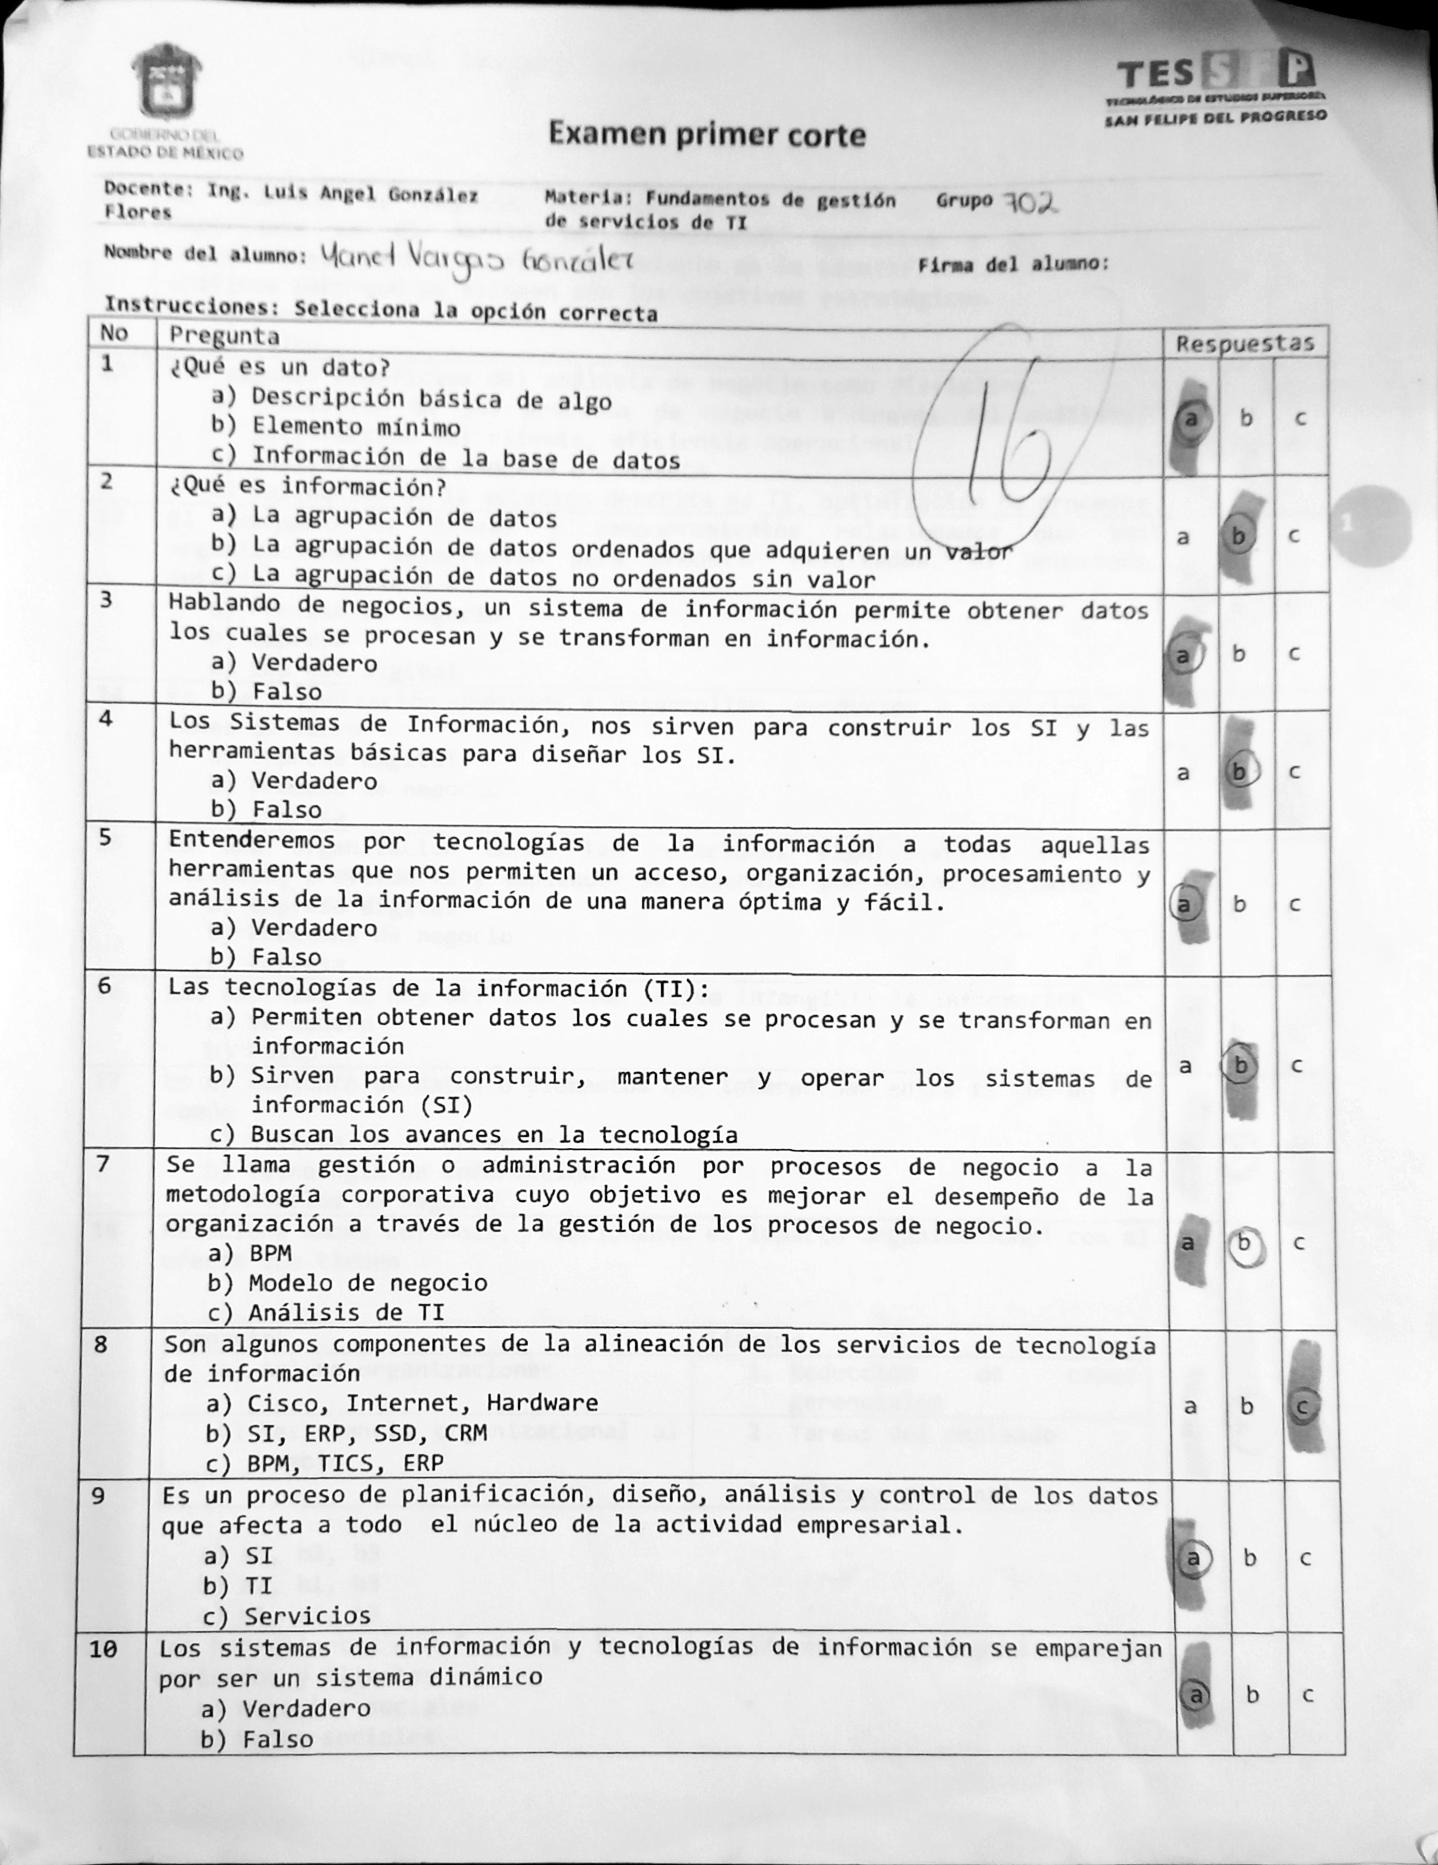 GOBIERNO DEL
ESTADO DE MÉXICO
TESSFP
TECNOLÓGICO DE ESTUDIOS SUPERIORES
SAN FELIPE DEL PROGRESO
Examen primer corte
Docente: Ing. Luis Angel González Flores
Materia: Fundamentos de gestión de servicios de TI
Grupo 702
Nombre del alumno: Yanet Vargas González
Firma del alumno:
Instrucciones: Selecciona la opción correcta
No Pregunta Respuestas
16
1 ¿Qué es un dato?
a) Descripción básica de algo
b) Elemento mínimo
c) Información de la base de datos
a b c
2 ¿Qué es información?
a) La agrupación de datos
b) La agrupación de datos ordenados que adquieren un valor
c) La agrupación de datos no ordenados sin valor
a b c
1
3 Hablando de negocios, un sistema de información permite obtener datos
los cuales se procesan y se transforman en información.
a) Verdadero
b) Falso
a b c
4 Los Sistemas de Información, nos sirven para construir los SI y las
herramientas básicas para diseñar los SI.
a) Verdadero
b) Falso
a b c
5 Entenderemos por tecnologías de la información a todas aquellas
herramientas que nos permiten un acceso, organización, procesamiento y
análisis de la información de una manera óptima y fácil.
a) Verdadero
b) Falso
a b c
6 Las tecnologías de la información (TI):
a) Permiten obtener datos los cuales se procesan y se transforman en
información
b) Sirven para construir, mantener y operar los sistemas de
información (SI)
c) Buscan los avances en la tecnología
a b c
7 Se llama gestión o administración por procesos de negocio a la
metodología corporativa cuyo objetivo es mejorar el desempeño de la
organización a través de la gestión de los procesos de negocio.
a) BPM
b) Modelo de negocio
c) Análisis de TI
a b c
8 Son algunos componentes de la alineación de los servicios de tecnología
de información
a) Cisco, Internet, Hardware
b) SI, ERP, SSD, CRM
c) BPM, TICS, ERP
a b c
9 Es un proceso de planificación, diseño, análisis y control de los datos
que afecta a todo el núcleo de la actividad empresarial.
a) SI
b) TI
c) Servicios
a b c
10 Los sistemas de información y tecnologías de información se emparejan
por ser un sistema dinámico
a) Verdadero
b) Falso
a b c